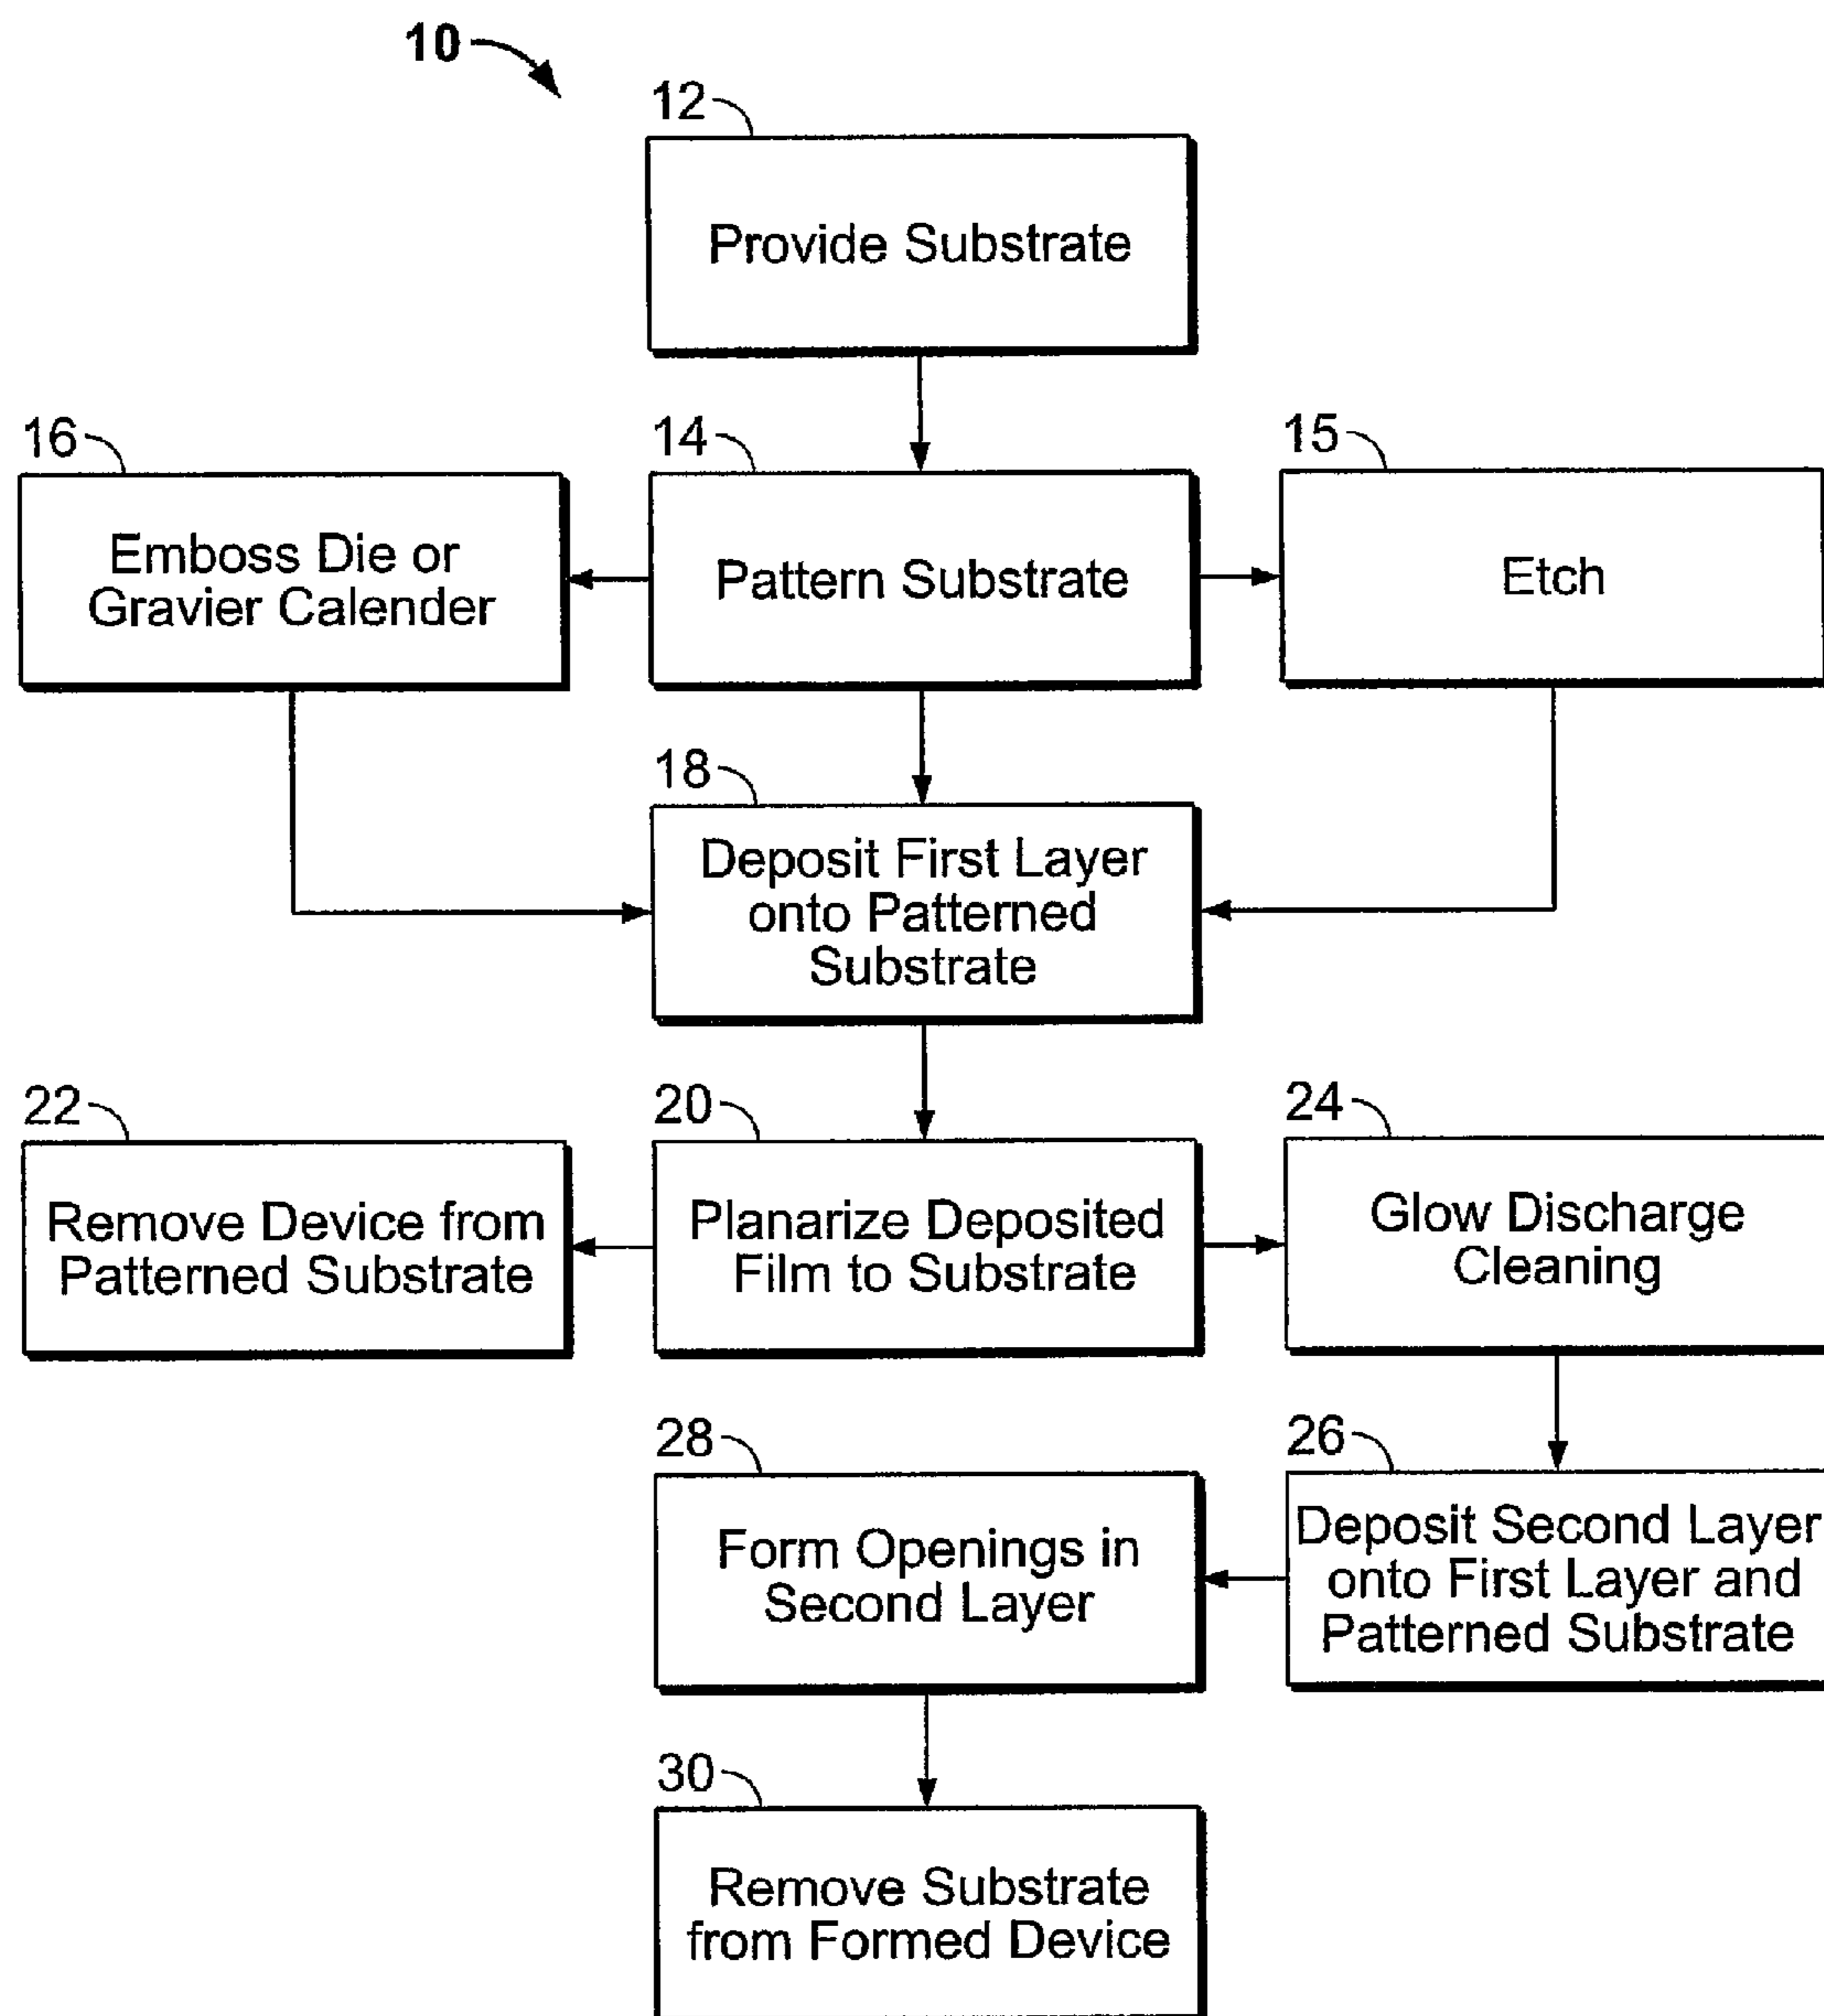 10
12
Provide Substrate
16
14
15
Emboss Die or
Gravier Calender
Pattern Substrate
Etch
18
Deposit First Layer
onto Patterned
Substrate
22
20
24
Remove Device from
Patterned Substrate
Planarize Deposited
Film to Substrate
Glow Discharge
Cleaning
28
26
Form Openings in
Second Layer
Deposit Second Layer
onto First Layer and
Patterned Substrate
30
Remove Substrate
from Formed Device